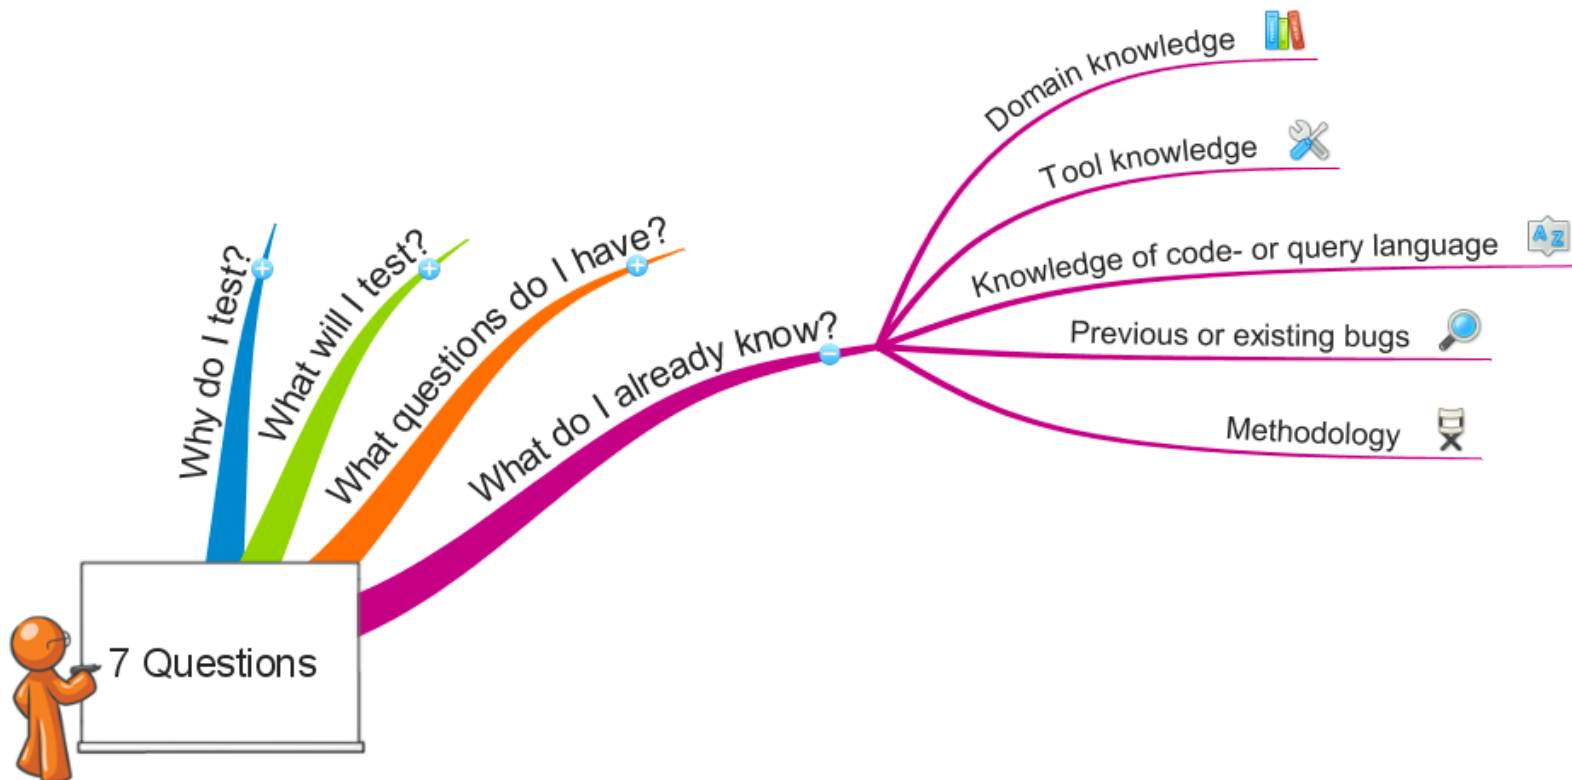 7 Questions
Why do I test?
What will I test?
What questions do I have?
What do I already know?
Domain knowledge
Tool knowledge
Knowledge of code- or query language
A Z
Previous or existing bugs
Methodology